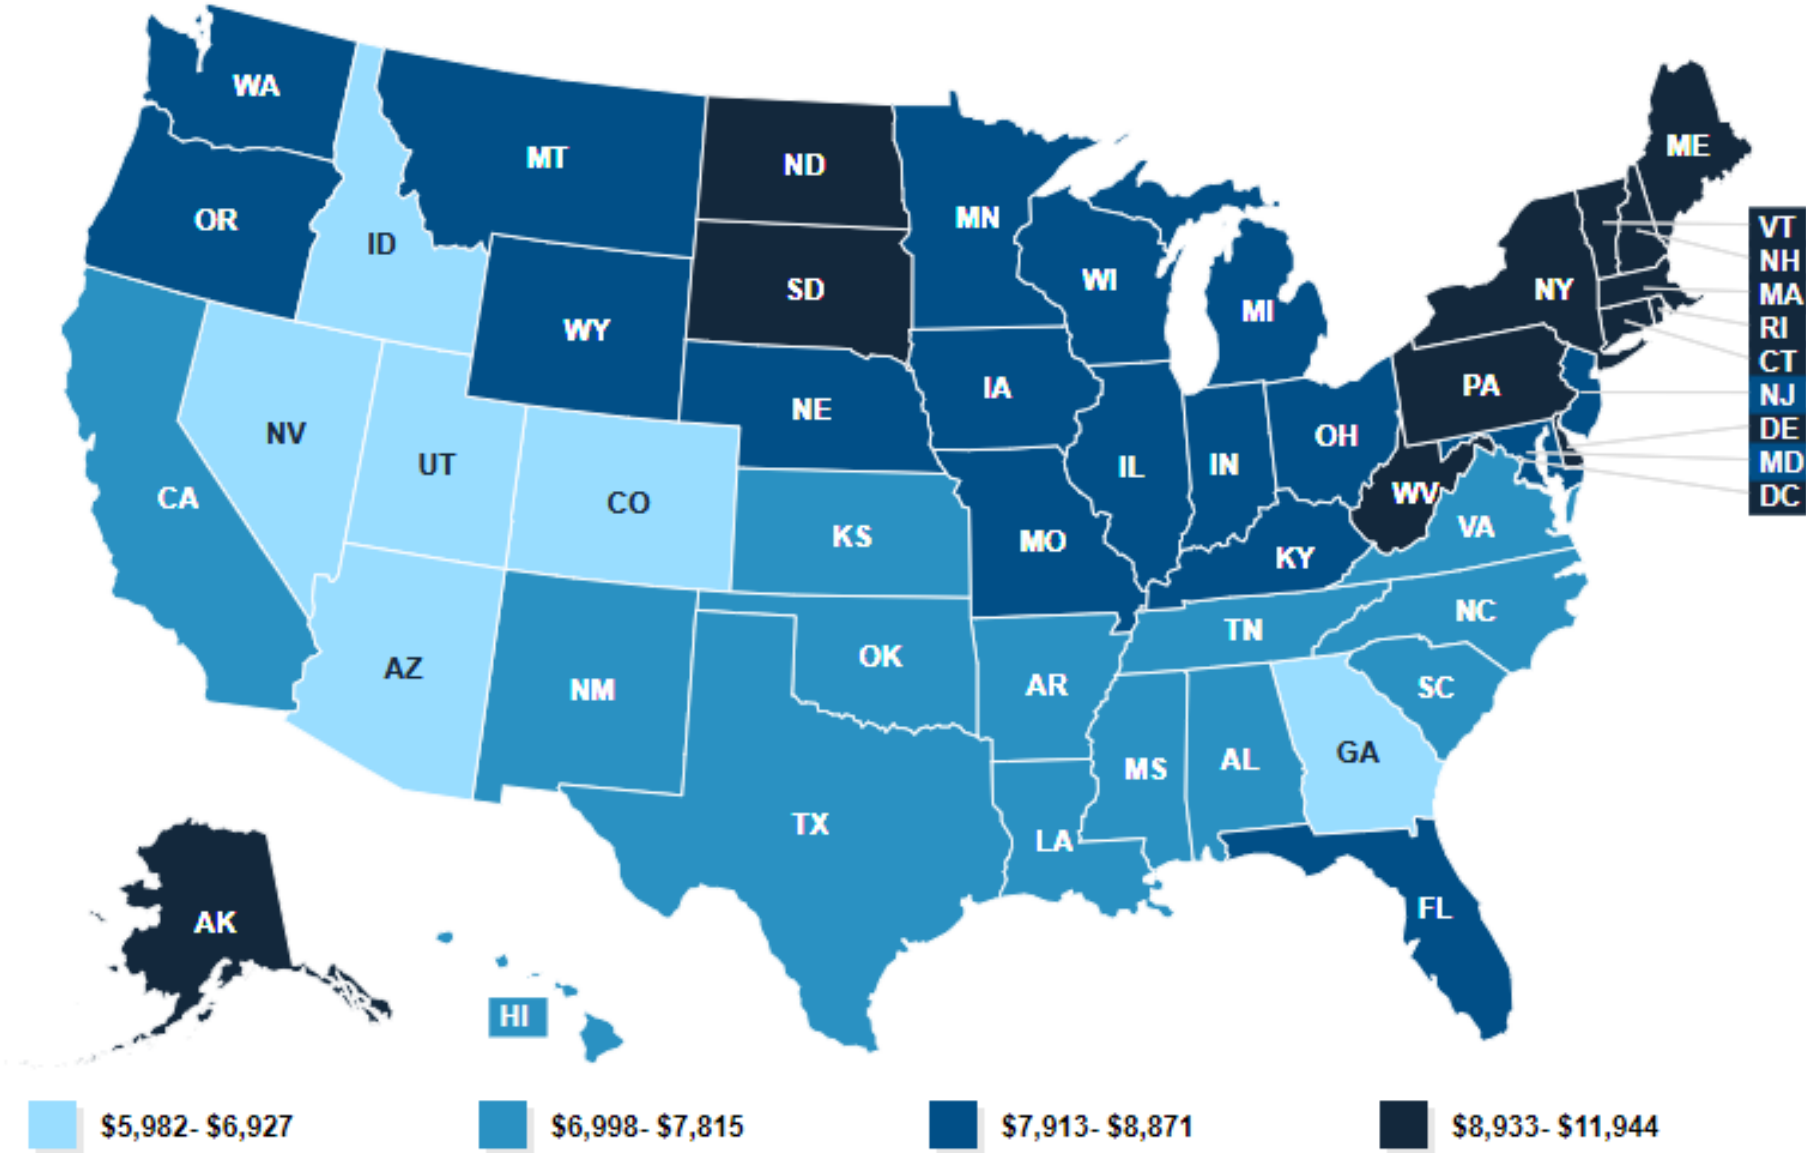 WA
MT
ND
MN
ME
OR
ID
SD
WI
MI
NY
VT
NH
MA
RI
CT
NJ
DE
MD
DC
WY
NE
IA
PA
NV
UT
CO
IL
IN
OH
WV
CA
KS
MO
KY
VA
AZ
NM
OK
AR
TN
NC
SC
TX
LA
MS
AL
GA
AK
HI
FL
$5,982- $6,927
$6,998- $7,815
$7,913- $8,871
$8,933- $11,944